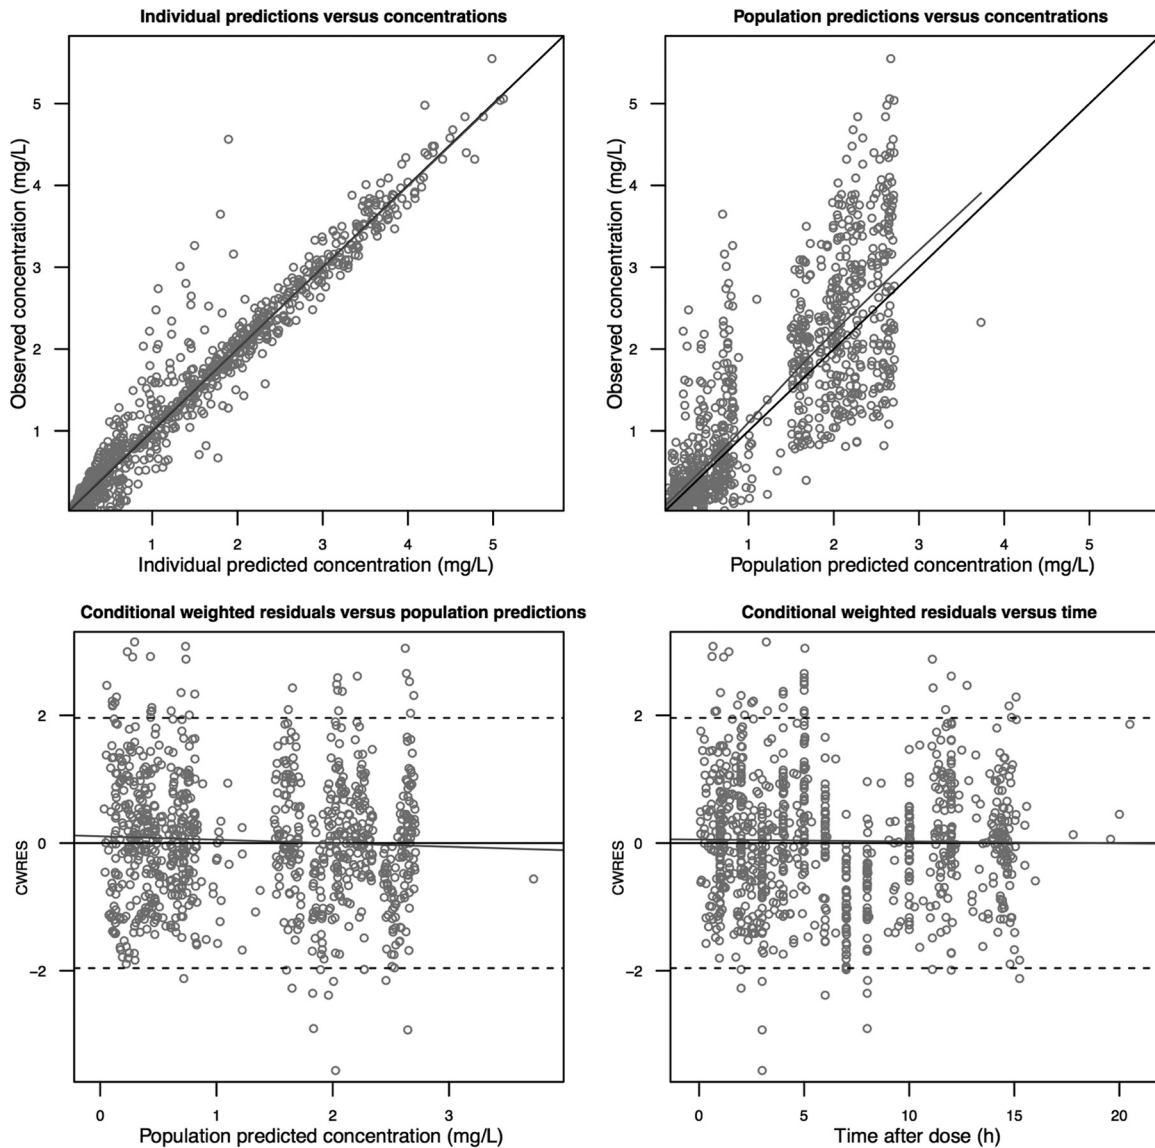 Individual predictions versus concentrations
Observed concentration (mg/L)
5
4
3
2
1
1 2 3 4 5
Individual predicted concentration (mg/L)
Population predictions versus concentrations
Observed concentration (mg/L)
5
4
3
2
1
1 2 3 4 5
Population predicted concentration (mg/L)
Conditional weighted residuals versus population predictions
CWRES
2
0
−2
0 1 2 3
Population predicted concentration (mg/L)
Conditional weighted residuals versus time
CWRES
2
0
−2
0 5 10 15 20
Time after dose (h)